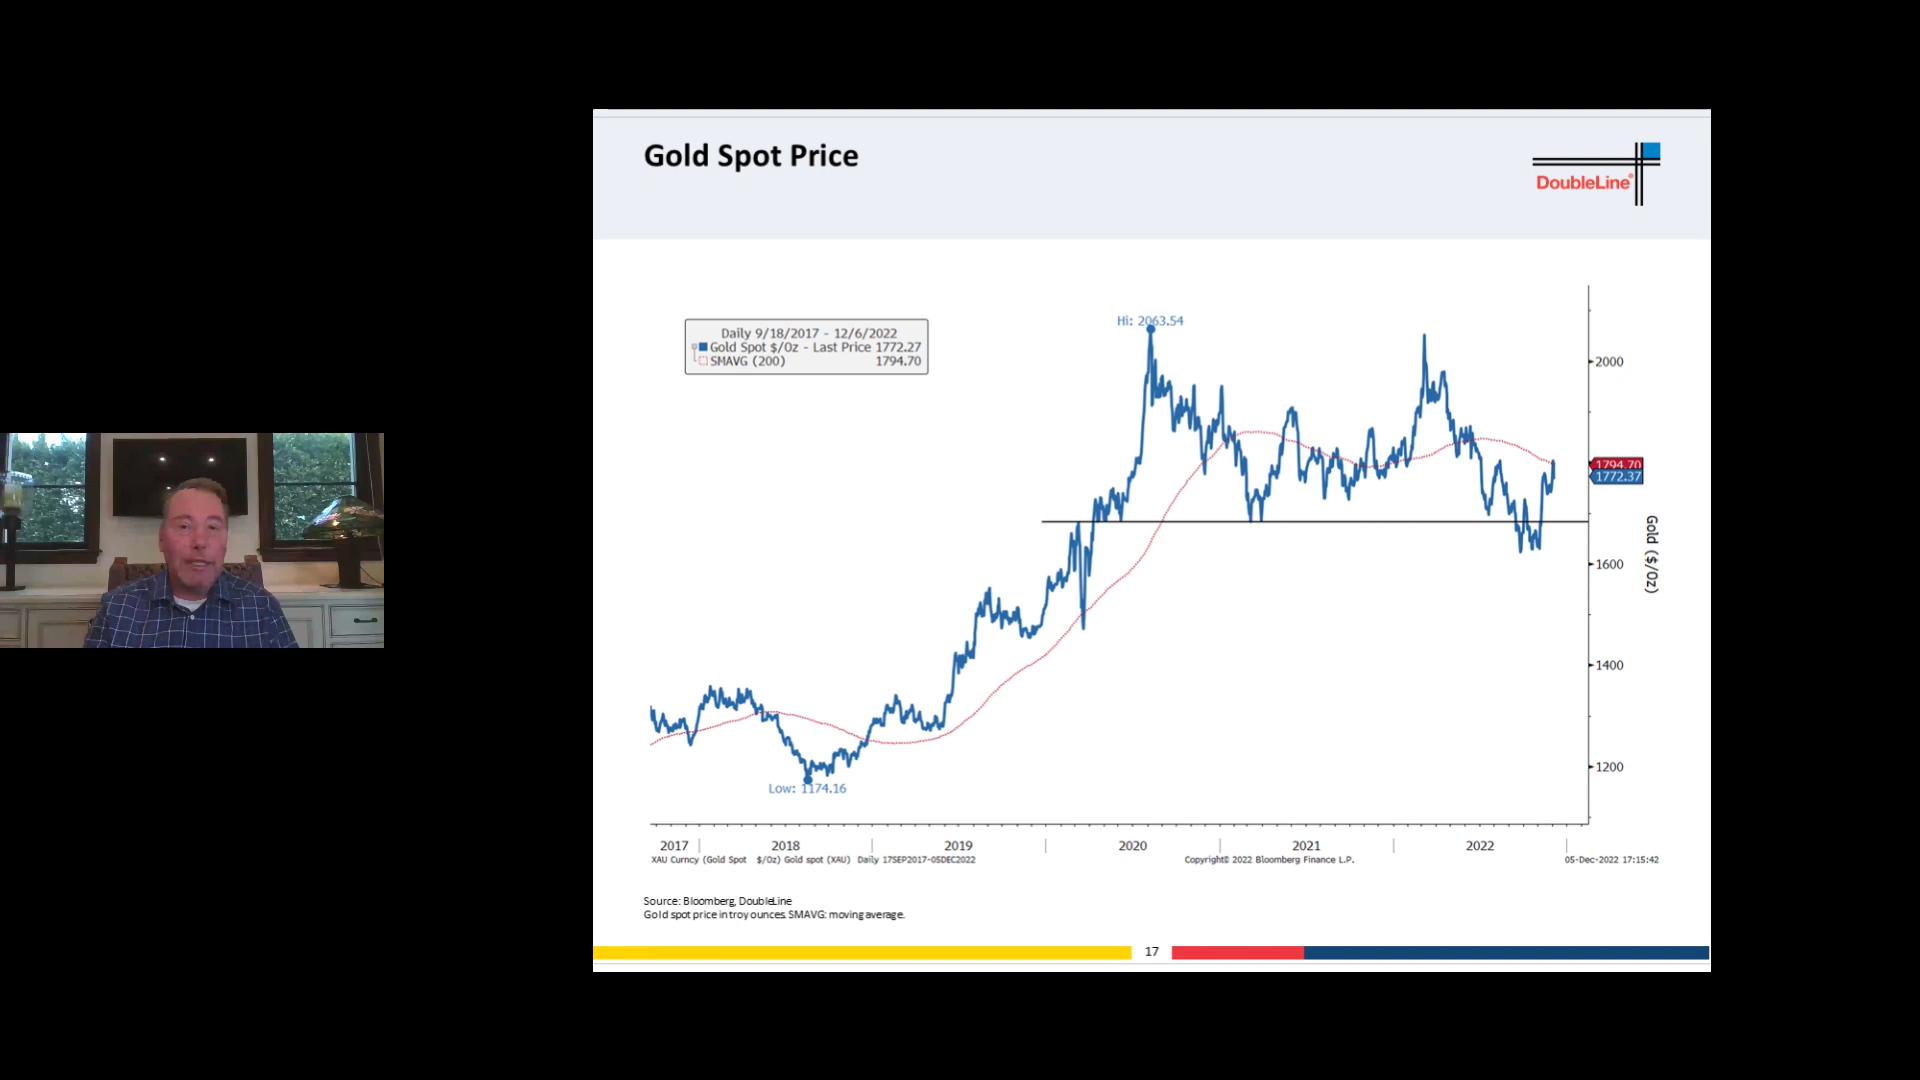 Gold Spot Price
DoubleLine®
Daily 9/18/2017 - 12/6/2022
Gold Spot $/Oz - Last Price 1772.27
SMAVG (200) 1794.70
Hi: 2063.54
Low: 1174.16
2000
1794.70
1772.37
1600
1400
1200
Gold ($/Oz)
2017 2018 2019 2020 2021 2022
XAU Curncy (Gold Spot $/Oz) Gold spot (XAU) Daily 17SEP2017-05DEC2022 Copyright© 2022 Bloomberg Finance L.P. 05-Dec-2022 17:15:42
Source: Bloomberg, DoubleLine
Gold spot price in troy ounces. SMAVG: moving average.
17